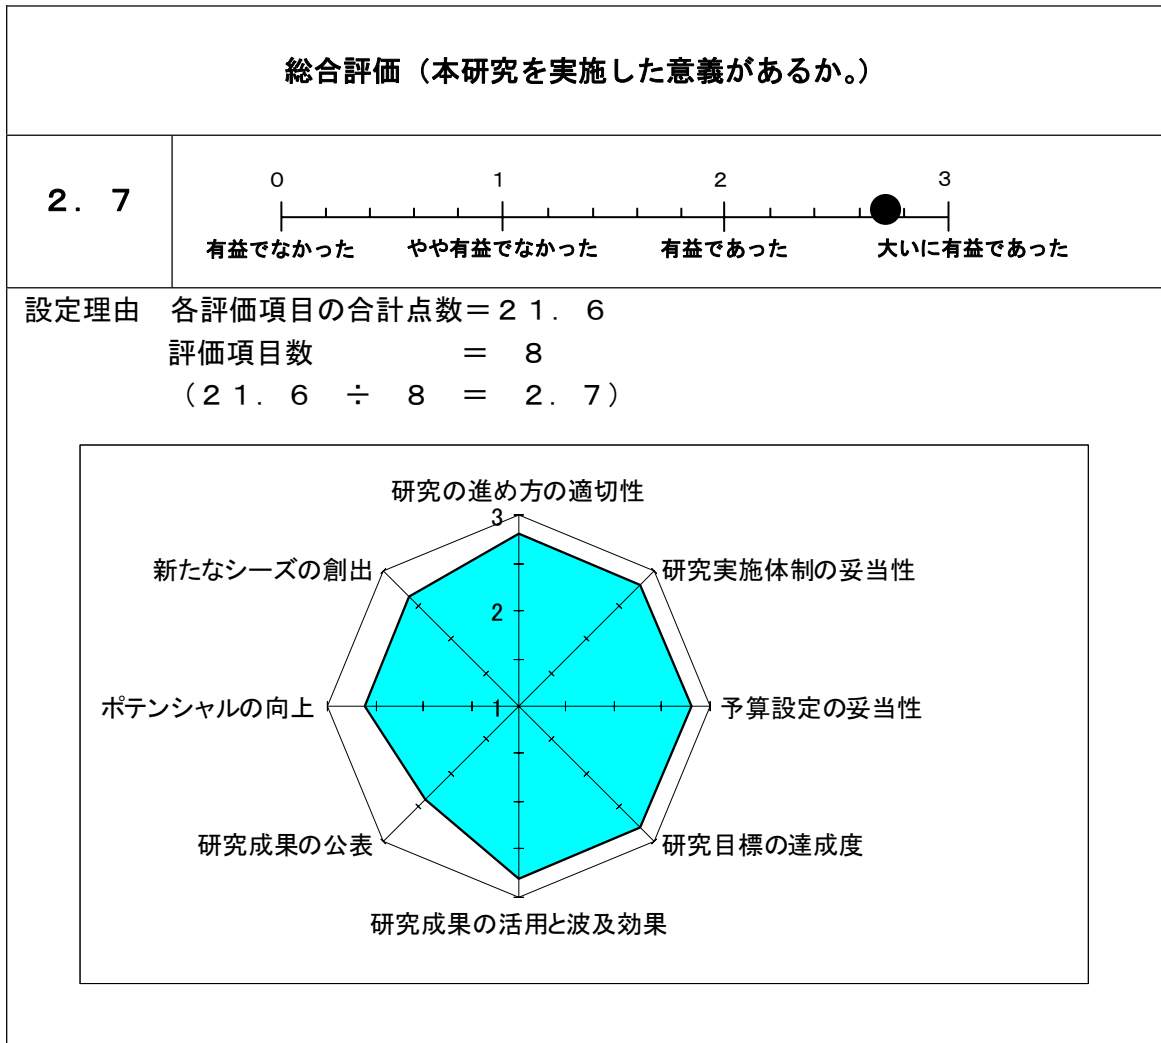 総合評価（本研究を実施した意義があるか。）
２．７
0 1 2 3
有益でなかった やや有益でなかった 有益であった 大いに有益であった
設定理由 各評価項目の合計点数＝２１．６
評価項目数 ＝ ８
（２１．６ ÷ ８ ＝ ２．７）
研究の進め方の適切性
3
新たなシーズの創出 研究実施体制の妥当性
2
ポテンシャルの向上 1 予算設定の妥当性
研究成果の公表 研究目標の達成度
研究成果の活用と波及効果